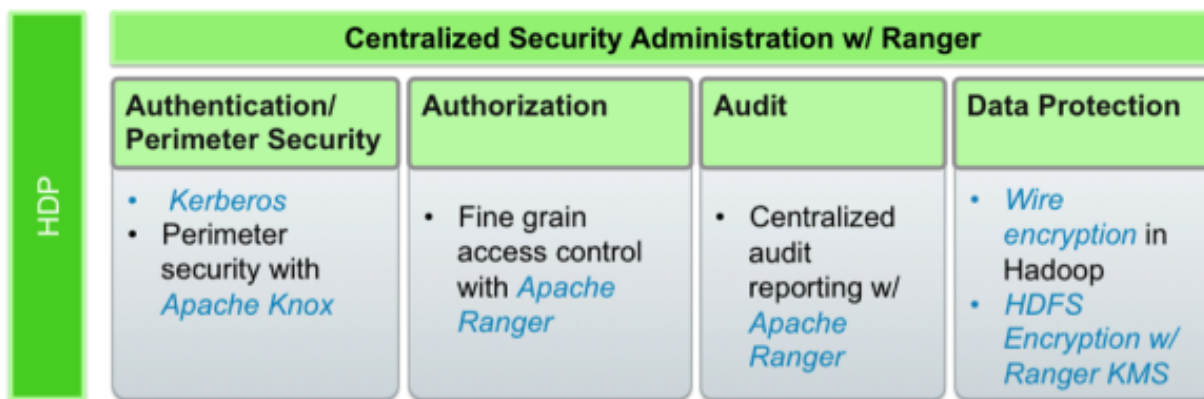 HDP
Centralized Security Administration w/ Ranger
Authentication/
Perimeter Security
• Kerberos
• Perimeter
security with
Apache Knox
Authorization
• Fine grain
access control
with Apache
Ranger
Audit
• Centralized
audit
reporting w/
Apache
Ranger
Data Protection
• Wire
encryption in
Hadoop
• HDFS
Encryption w/
Ranger KMS